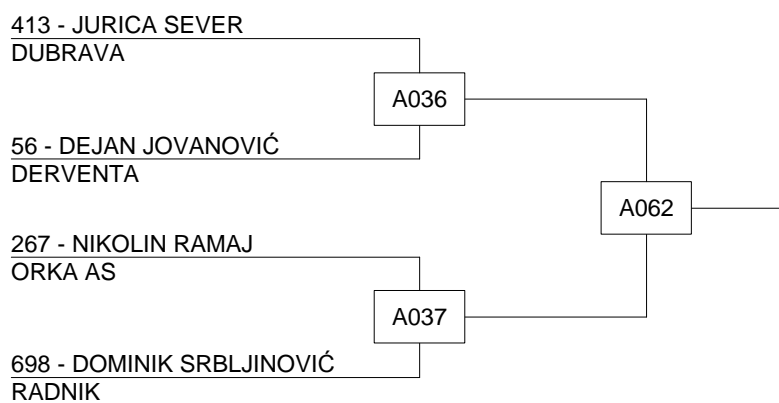 413 - JURICA SEVER
DUBRAVA
A036
56 - DEJAN JOVANOVIĆ
DERVENTA
A062
267 - NIKOLIN RAMAJ
ORKA AS
A037
698 - DOMINIK SRBLJINOVIĆ
RADNIK